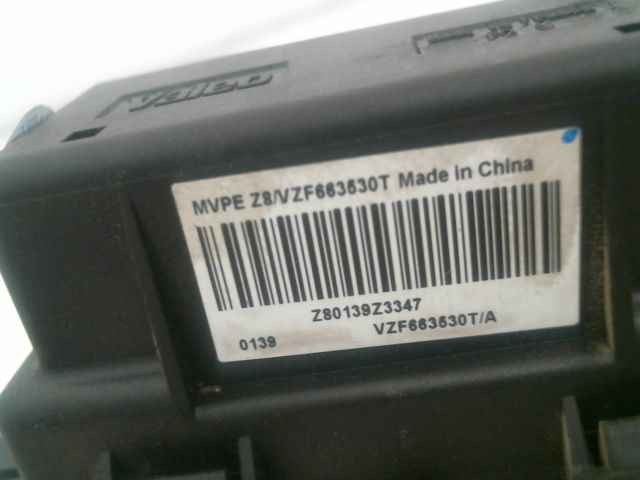 Valeo
MVPE Z8/VZF663530T Made in China
Z80139Z3347
0139 VZF663530T/A